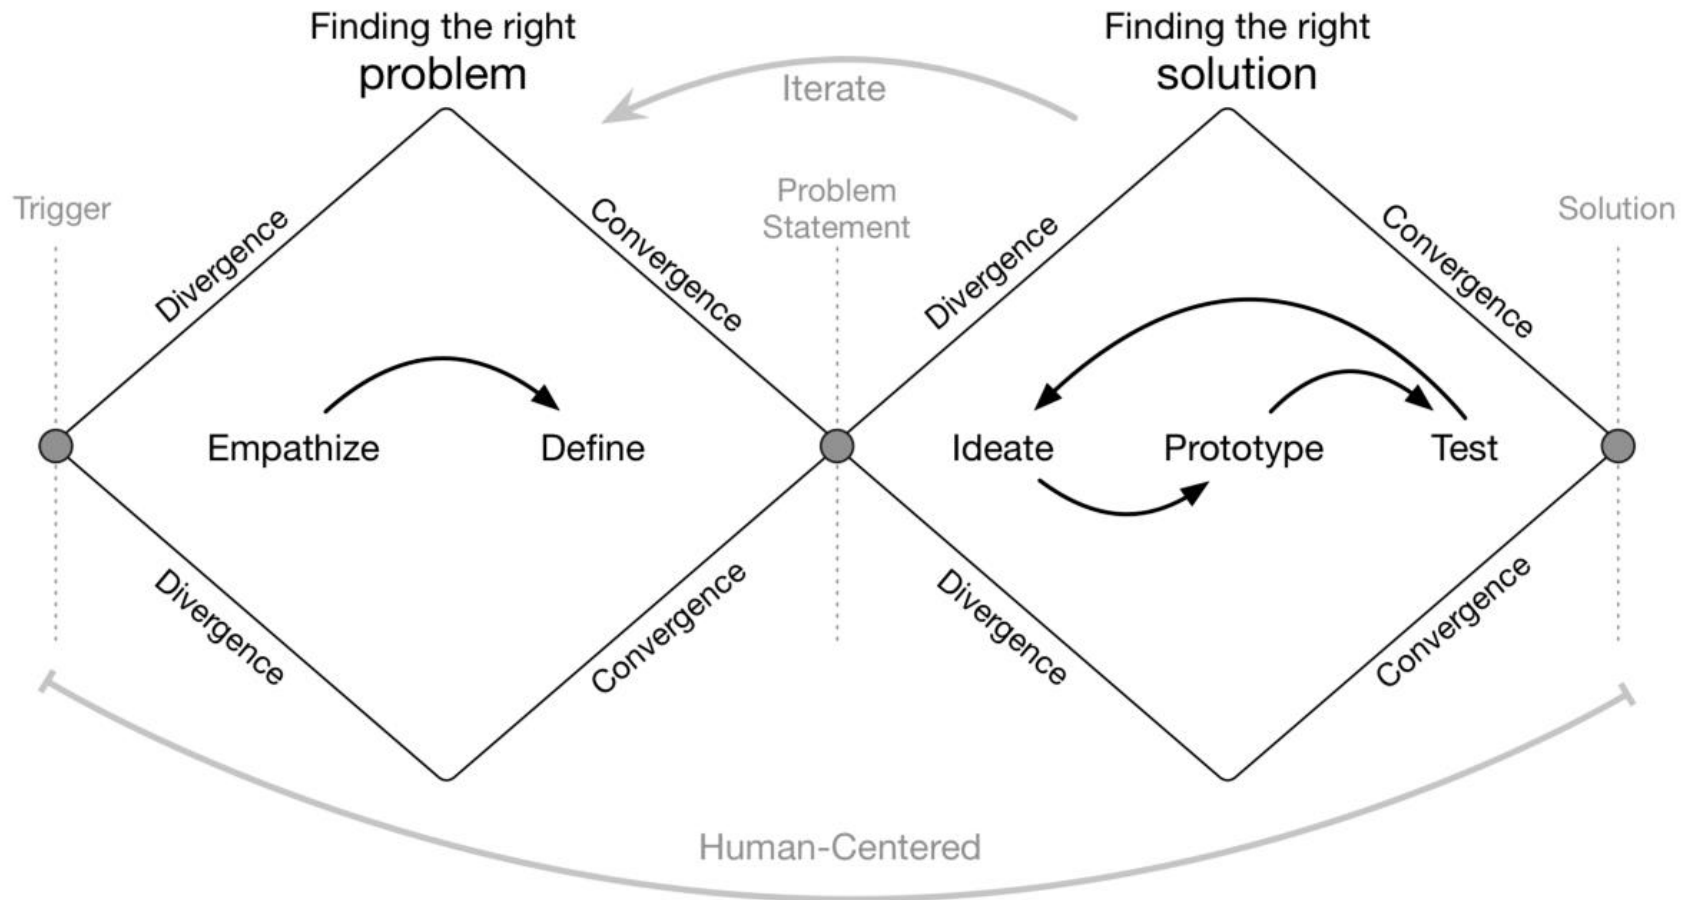 Finding the right
problem
Finding the right
solution
Iterate
Trigger
Problem
Statement
Solution
Divergence
Convergence
Divergence
Convergence
Empathize
Define
Ideate
Prototype
Test
Divergence
Convergence
Divergence
Convergence
Human-Centered